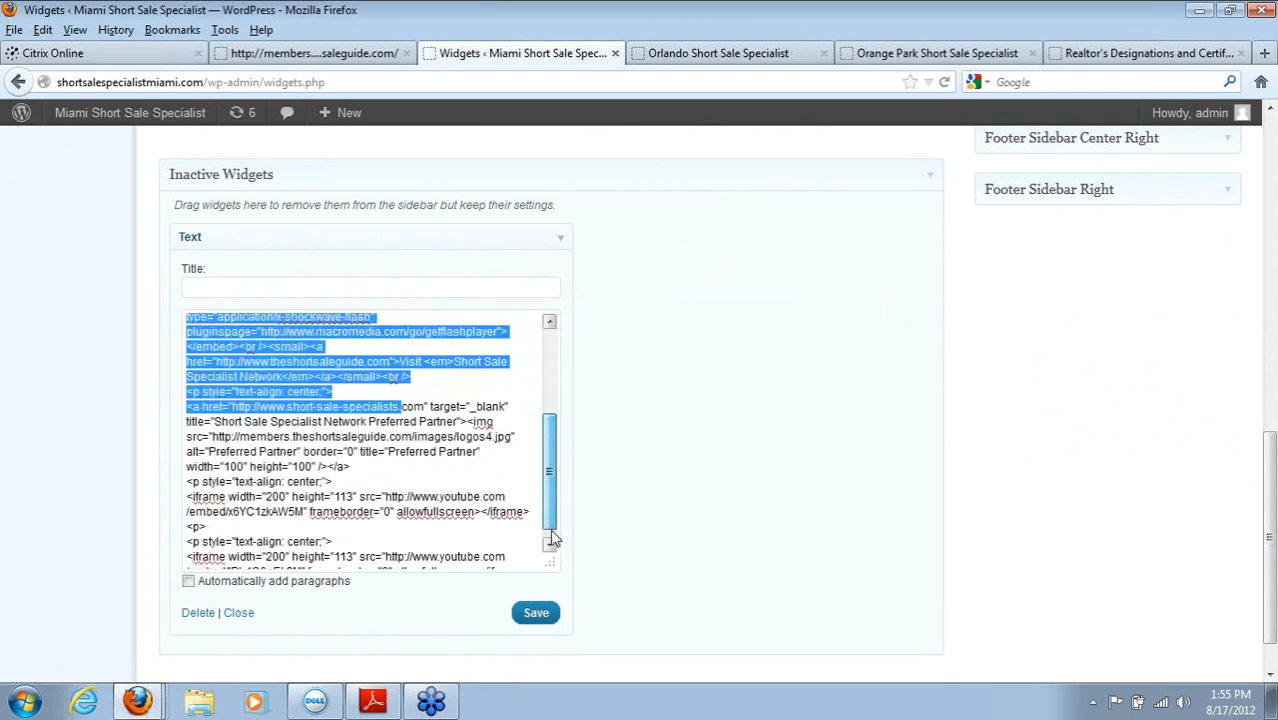 Widgets ‹ Miami Short Sale Specialist — WordPress - Mozilla Firefox
File Edit View History Bookmarks Tools Help
Citrix Online
http://members....saleguide.com/
Widgets ‹ Miami Short Sale Spec...
Orlando Short Sale Specialist
Orange Park Short Sale Specialist
Realtor's Designations and Certif...
shortsalespecialistmiami.com/wp-admin/widgets.php
Google
Miami Short Sale Specialist 6 + New Howdy, admin
Footer Sidebar Center Right
Inactive Widgets
Footer Sidebar Right
Drag widgets here to remove them from the sidebar but keep their settings.
Text
Title:
type="application/x-shockwave-flash"
pluginspage="http://www.macromedia.com/go/getflashplayer">
</embed><br /><small><a
href="http://www.theshortsaleguide.com">Visit <em>Short Sale
Specialist Network</em></a></small><br />
<p style="text-align: center;">
<a href="http://www.short-sale-specialists.com" target="_blank"
title="Short Sale Specialist Network Preferred Partner"><img
src="http://members.theshortsaleguide.com/images/logos4.jpg"
alt="Preferred Partner" border="0" title="Preferred Partner"
width="100" height="100" /></a>
<p style="text-align: center;">
<iframe width="200" height="113" src="http://www.youtube.com
/embed/x6YC1zkAW5M" frameborder="0" allowfullscreen></iframe>
<p>
<p style="text-align: center;">
<iframe width="200" height="113" src="http://www.youtube.com
Automatically add paragraphs
Delete | Close
Save
DELL
1:55 PM
8/17/2012